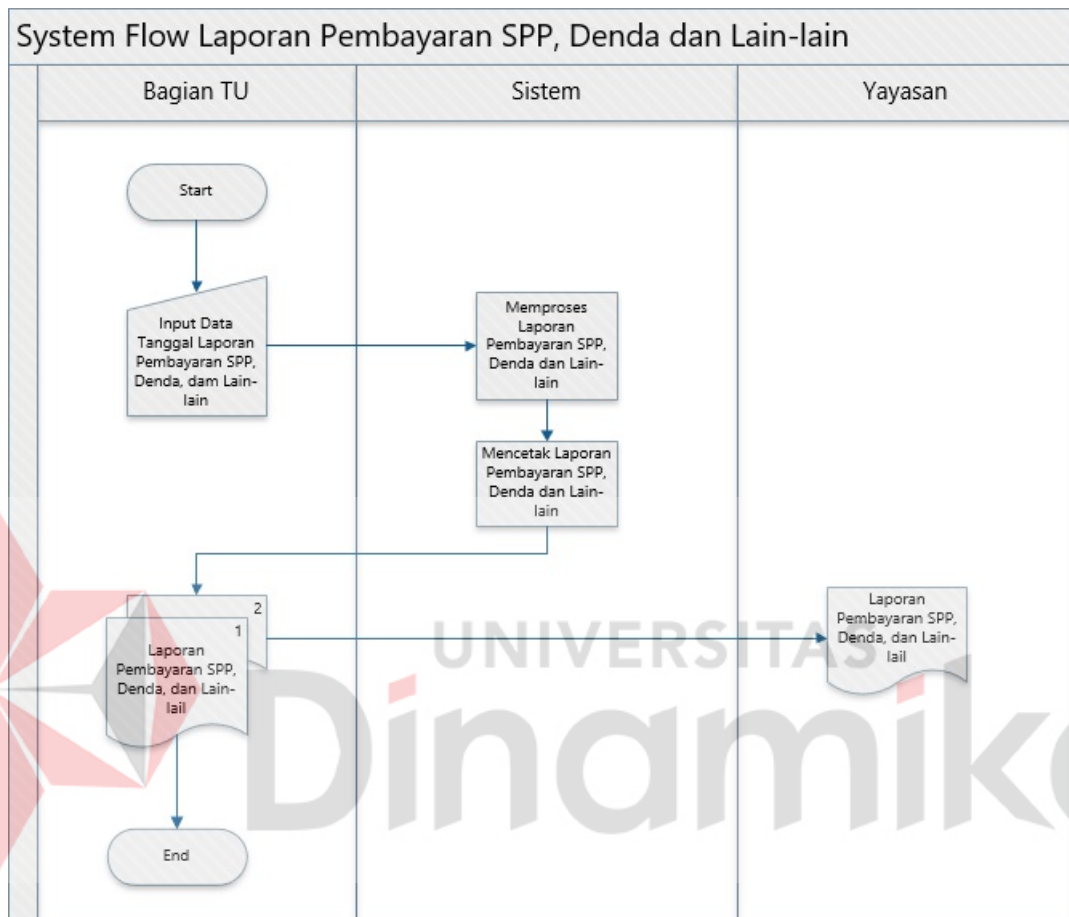 System Flow Laporan Pembayaran SPP, Denda dan Lain-lain
Bagian TU
Sistem
Yayasan
Start
Input Data
Tanggal Laporan
Pembayaran SPP,
Denda, dam Lain-
lain
Memproses
Laporan
Pembayaran SPP,
Denda dan Lain-
lain
Mencetak Laporan
Pembayaran SPP,
Denda dan Lain-
lain
2
1
Laporan
Pembayaran SPP,
Denda, dan Lain-
lail
Laporan
Pembayaran SPP,
Denda, dan Lain-
lail
End
UNIVERSITAS
Dinamika